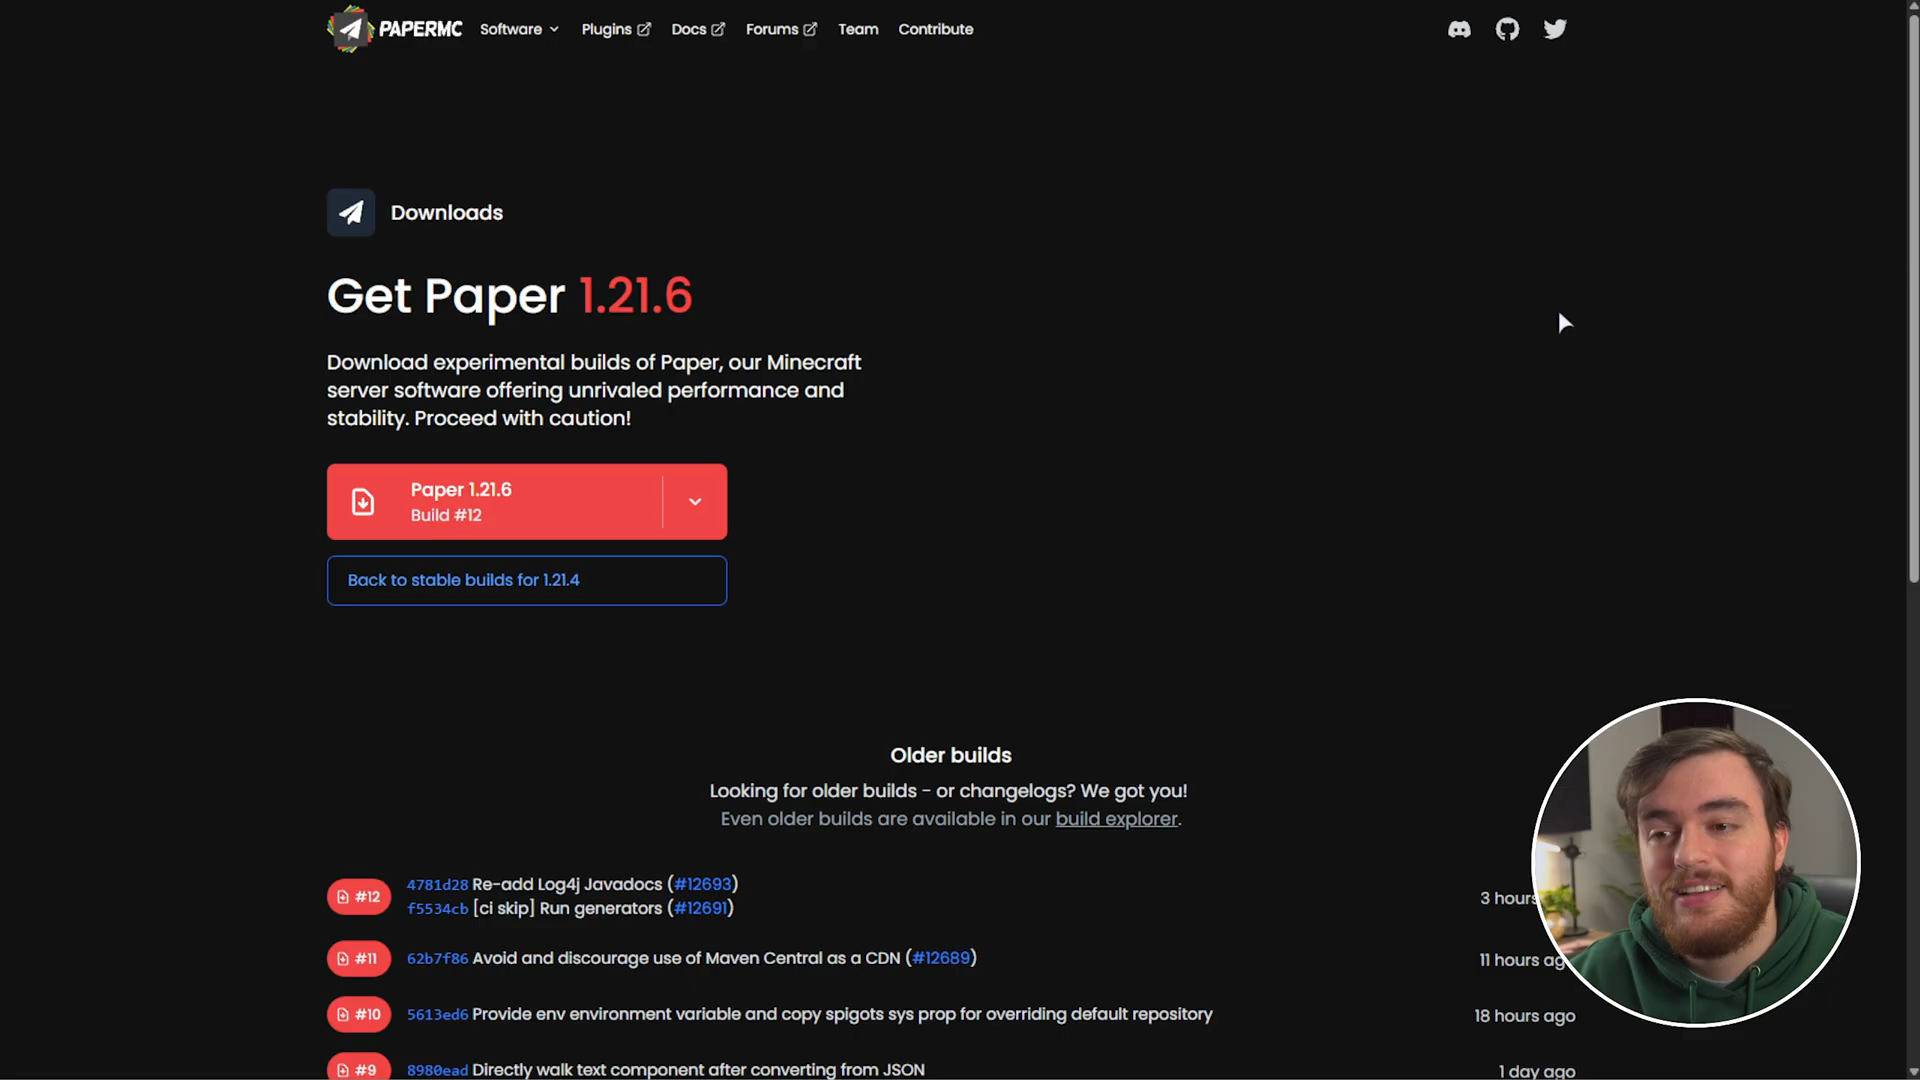 PAPERMC Software Plugins Docs Forums Team Contribute
Downloads
Get Paper 1.21.6
Download experimental builds of Paper, our Minecraft
server software offering unrivaled performance and
stability. Proceed with caution!
Paper 1.21.6
Build #12
Back to stable builds for 1.21.4
Older builds
Looking for older builds - or changelogs? We got you!
Even older builds are available in our build explorer.
#12 4781d28 Re-add Log4j Javadocs (#12693)
f5534cb [ci skip] Run generators (#12691)
3 hours
#11 62b7f86 Avoid and discourage use of Maven Central as a CDN (#12689) 11 hours ag
#10 5613ed6 Provide env environment variable and copy spigots sys prop for overriding default repository 18 hours ago
#9 8980ead Directly walk text component after converting from JSON 1 day ago